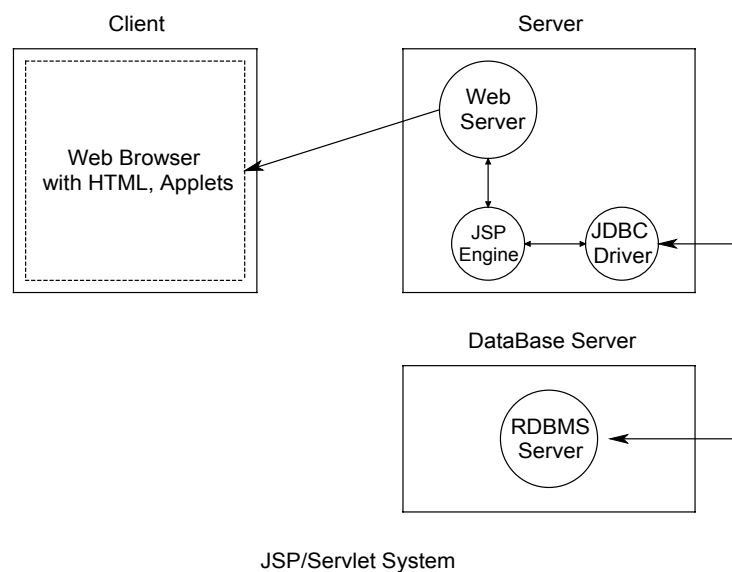 Client
Server
Web Browser
with HTML, Applets
Web
Server
JSP
Engine
JDBC
Driver
DataBase Server
RDBMS
Server
JSP/Servlet System